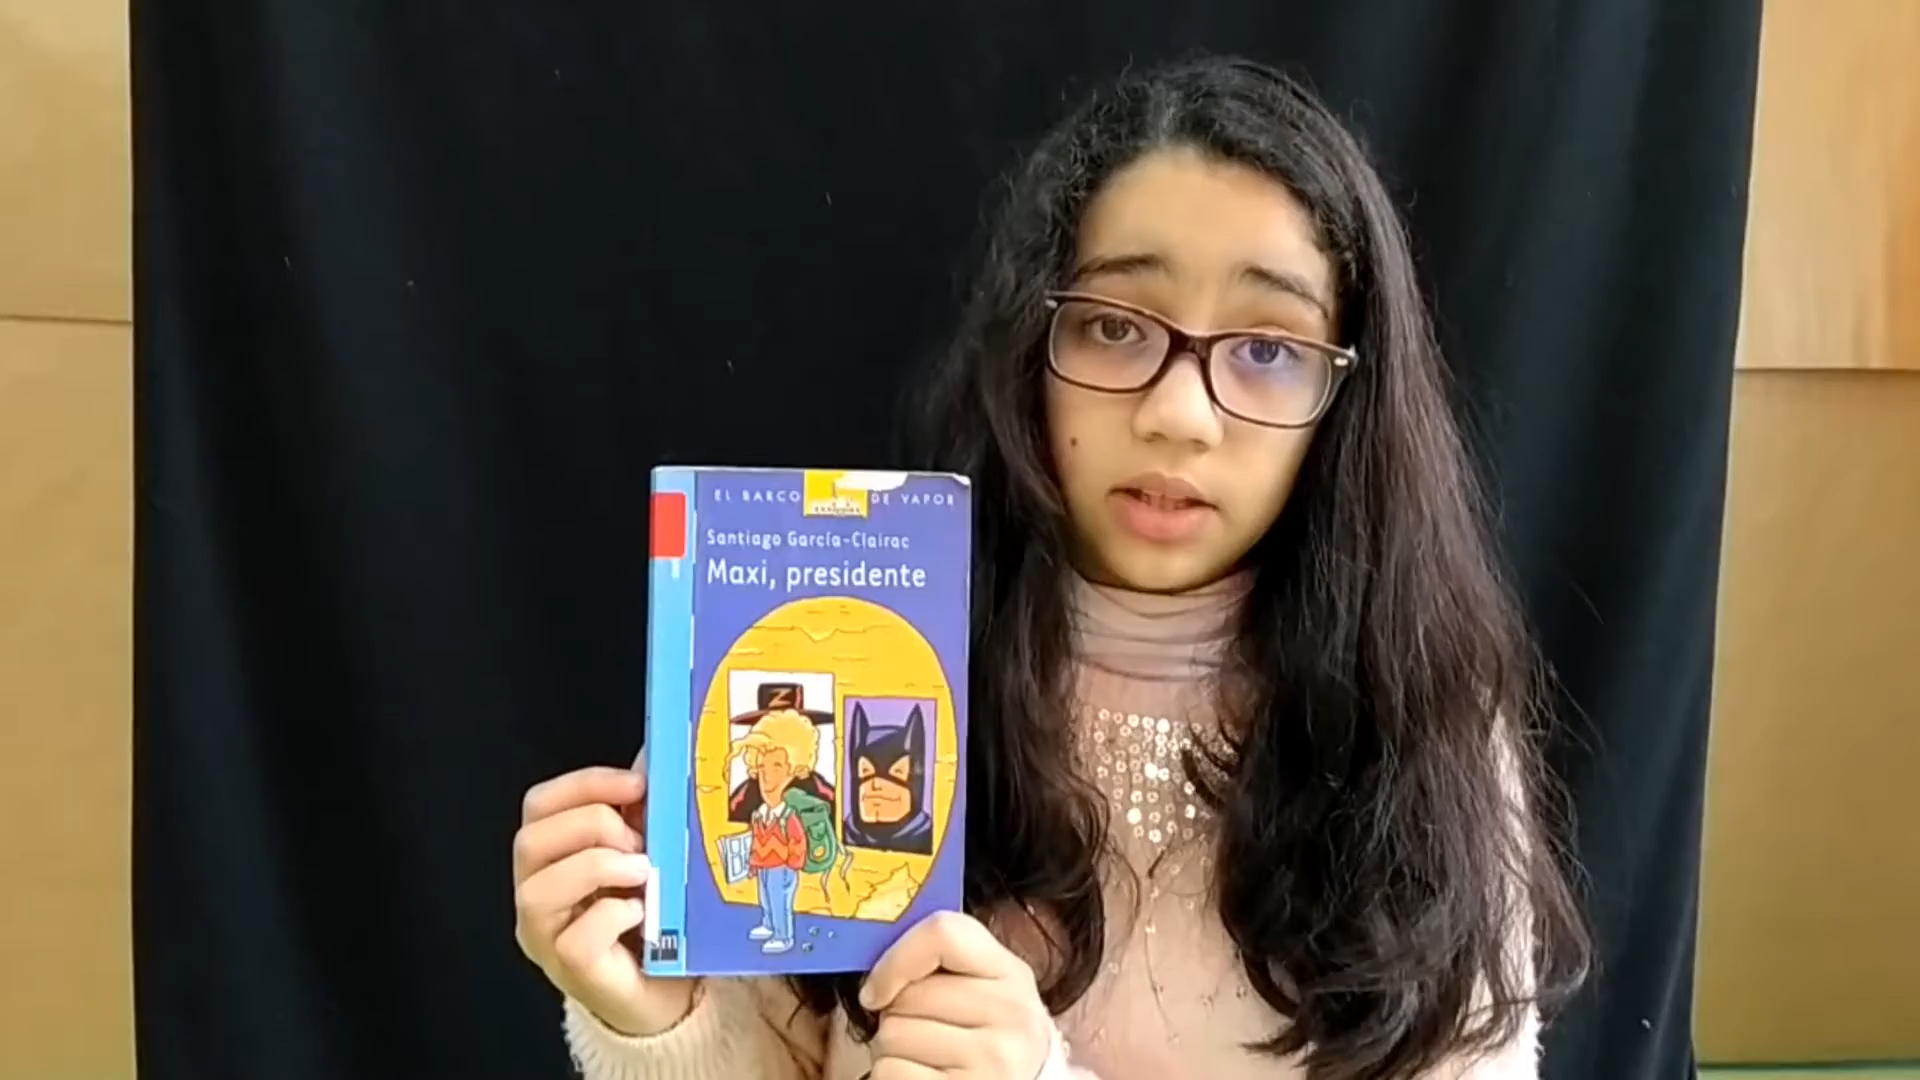 EL BARCO DE VAPOR
Santiago García-Clairac
Maxi, presidente
Z
sm